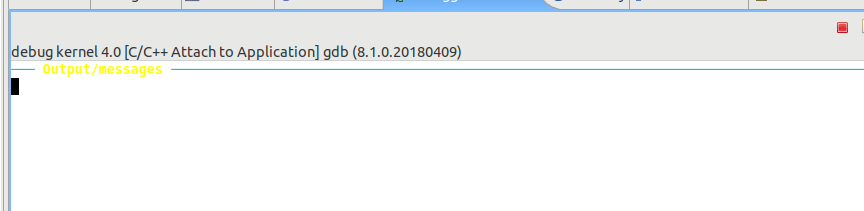 debug kernel 4.0 [C/C++ Attach to Application] gdb (8.1.0.20180409)
Output/messages